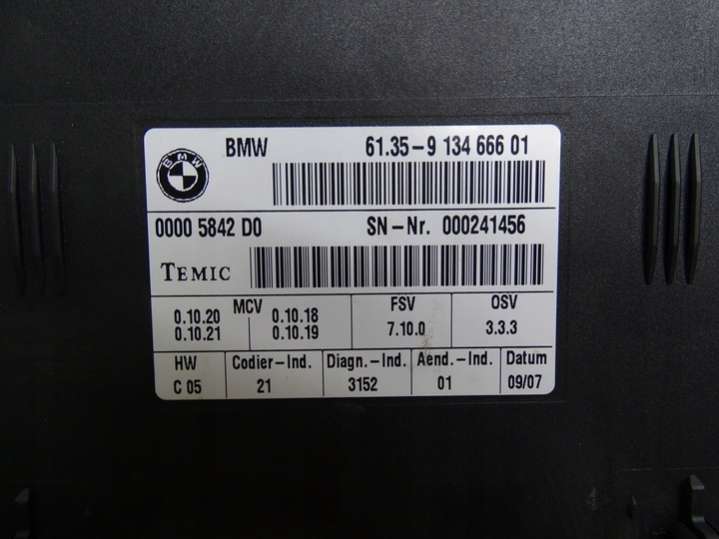 BMW
BMW 61.35-9 134 666 01
0000 5842 D0 SN-Nr. 000241456
TEMIC
MCV FSV OSV
0.10.20 0.10.18 7.10.0 3.3.3
0.10.21 0.10.19
HW Codier-Ind. Diagn.-Ind. Aend.-Ind. Datum
C 05 21 3152 01 09/07